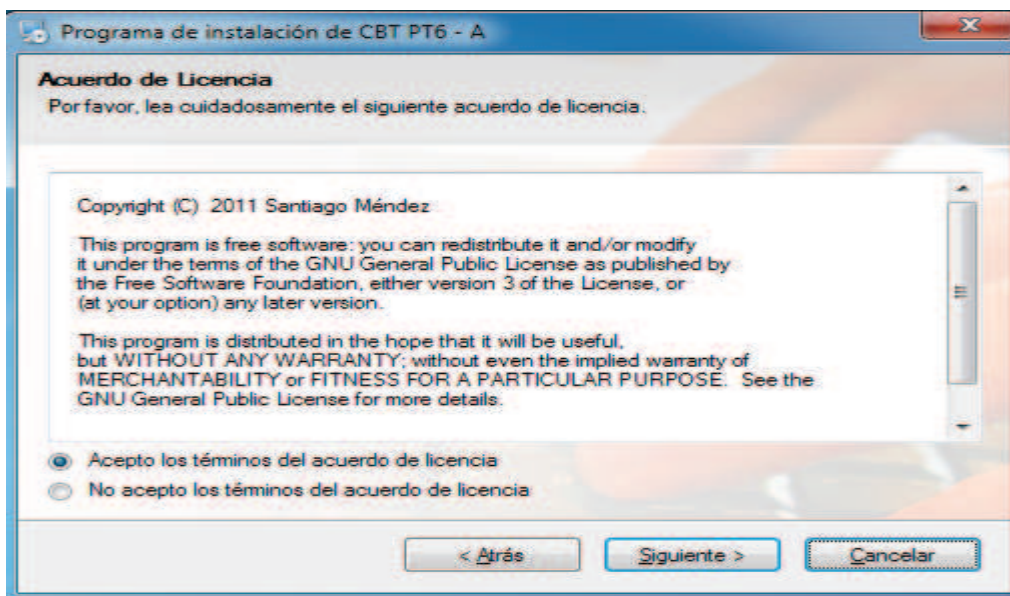 Programa de instalación de CBT PT6 - A
Acuerdo de Licencia
Por favor, lea cuidadosamente el siguiente acuerdo de licencia.
Copyright (C) 2011 Santiago Méndez
This program is free software: you can redistribute it and/or modify
it under the terms of the GNU General Public License as published by
the Free Software Foundation, either version 3 of the License, or
(at your option) any later version.
This program is distributed in the hope that it will be useful,
but WITHOUT ANY WARRANTY; without even the implied warranty of
MERCHANTABILITY or FITNESS FOR A PARTICULAR PURPOSE. See the
GNU General Public License for more details.
Acepto los términos del acuerdo de licencia
No acepto los términos del acuerdo de licencia
< Atrás
Siguiente >
Cancelar